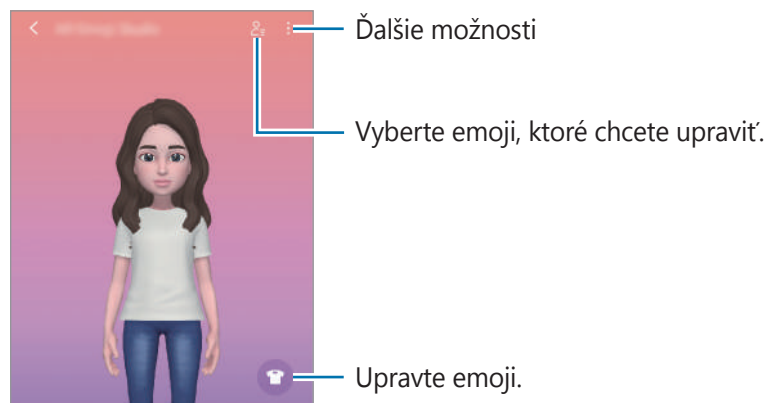 Ďalšie možnosti
Vyberte emoji, ktoré chcete upraviť.
Upravte emoji.